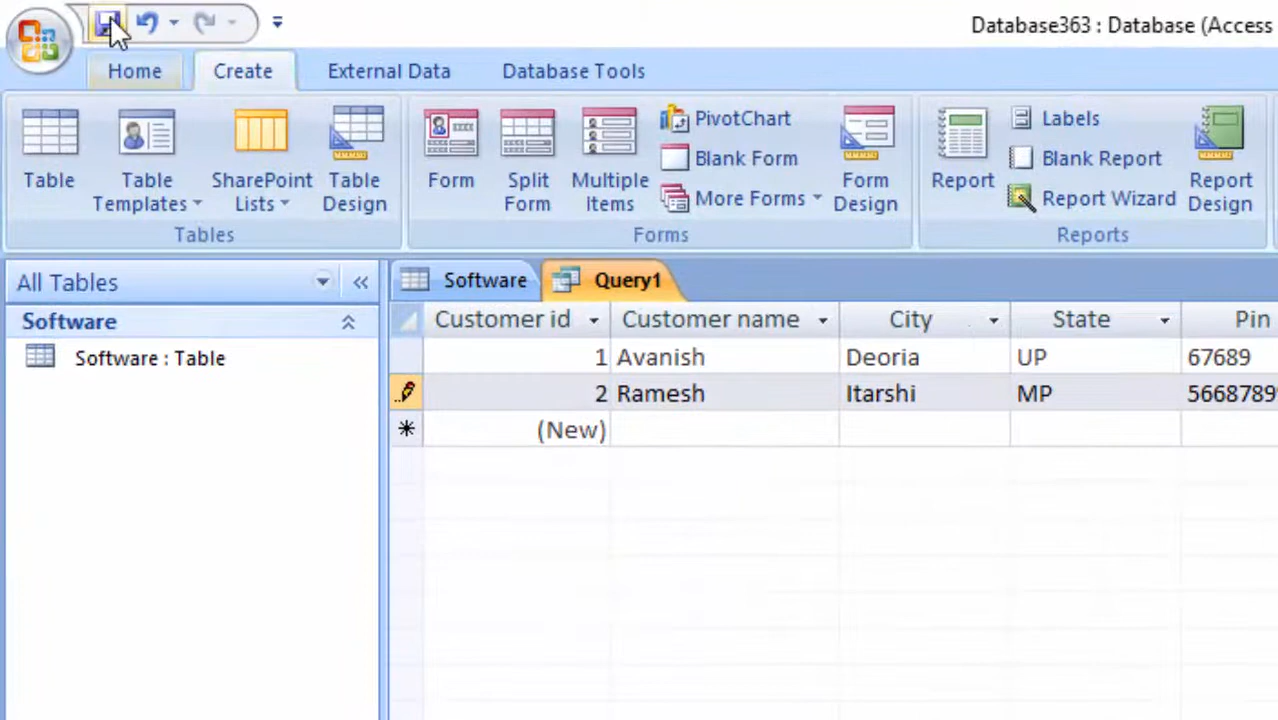 Database363 : Database (Access
Home Create External Data Database Tools
Table
Table Templates
SharePoint Lists
Table Design
Tables
Form
Split Form
Multiple Items
PivotChart
Blank Form
More Forms
Form Design
Forms
Report
Labels
Blank Report
Report Wizard
Report Design
Reports
All Tables
Software
Software : Table
Software Query1
Customer id Customer name City State Pin
1 Avanish Deoria UP 67689
2 Ramesh Itarshi MP 5668789
(New)